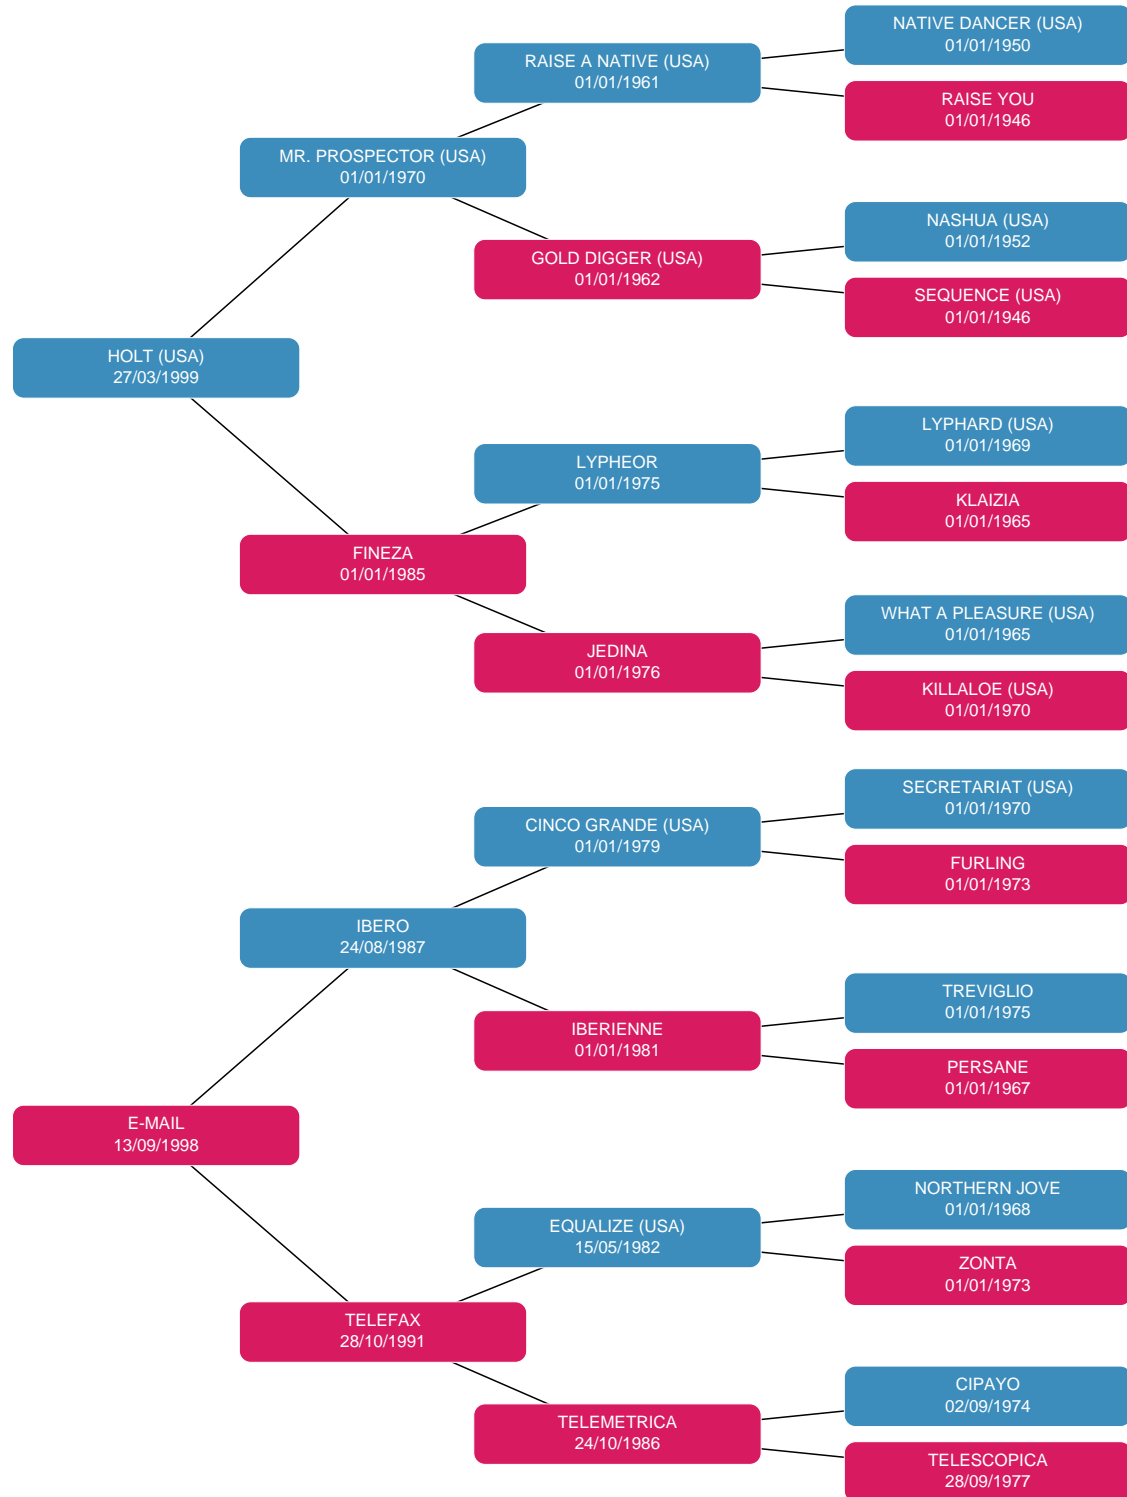 NATIVE DANCER (USA)
01/01/1950
RAISE A NATIVE (USA)
01/01/1961
RAISE YOU
01/01/1946
MR. PROSPECTOR (USA)
01/01/1970
NASHUA (USA)
01/01/1952
GOLD DIGGER (USA)
01/01/1962
SEQUENCE (USA)
01/01/1946
HOLT (USA)
27/03/1999
LYPHARD (USA)
01/01/1969
LYPHEOR
01/01/1975
KLAIZIA
01/01/1965
FINEZA
01/01/1985
WHAT A PLEASURE (USA)
01/01/1965
JEDINA
01/01/1976
KILLALOE (USA)
01/01/1970
SECRETARIAT (USA)
01/01/1970
CINCO GRANDE (USA)
01/01/1979
FURLING
01/01/1973
IBERO
24/08/1987
TREVIGLIO
01/01/1975
IBERIENNE
01/01/1981
PERSANE
01/01/1967
E-MAIL
13/09/1998
NORTHERN JOVE
01/01/1968
EQUALIZE (USA)
15/05/1982
ZONTA
01/01/1973
TELEFAX
28/10/1991
CIPAYO
02/09/1974
TELEMETRICA
24/10/1986
TELESCOPICA
28/09/1977